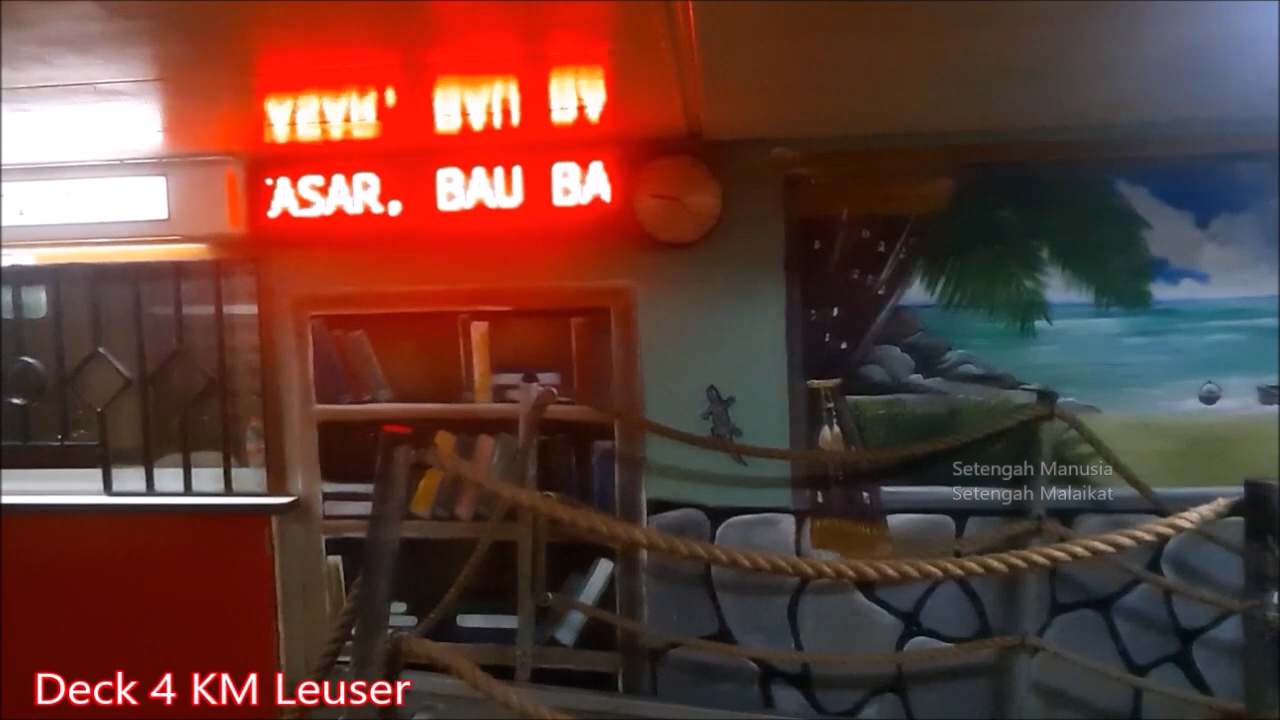 ASAR, BAU BA
Setengah Manusia
Setengah Malaikat
Deck 4 KM Leuser